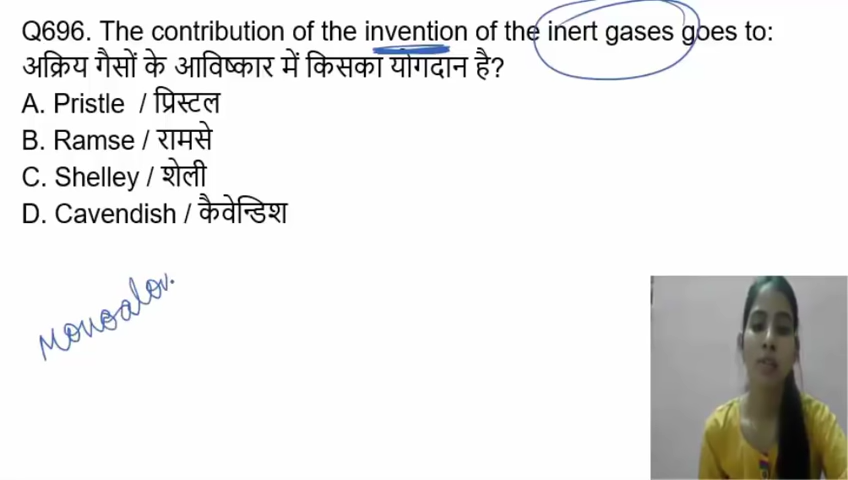 Q696. The contribution of the invention of the inert gases goes to:
अक्रिय गैसों के आविष्कार में किसका योगदान है?
A. Pristle / प्रिस्टल
B. Ramse / रामसे
C. Shelley / शेली
D. Cavendish / कैवेन्डिश